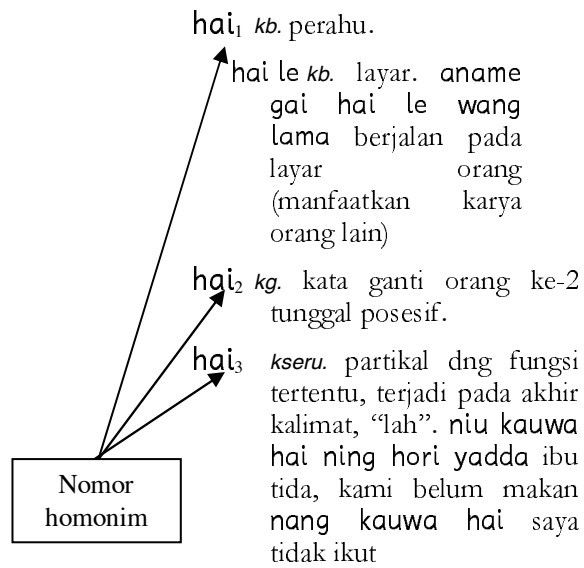 hai₁ kb. perahu.
hai le kb. layar. aname
gai hai le wang
lama berjalan pada
layar orang
(manfaatkan karya
orang lain)
hai₂ kg. kata ganti orang ke-2
tunggal posesif.
hai₃ kseru. partikal dng fungsi
tertentu, terjadi pada akhir
kalimat, “lah”. niu kauwa
hai ning hori yadda ibu
tida, kami belum makan
nang kauwa hai saya
tidak ikut
Nomor
homonim